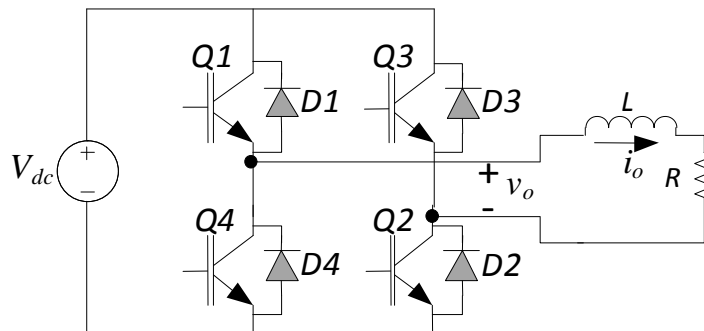 Q1
Q3
D1
D3
L
+
V_dc
−
+
v_o
-
i_o
R
Q4
Q2
D4
D2